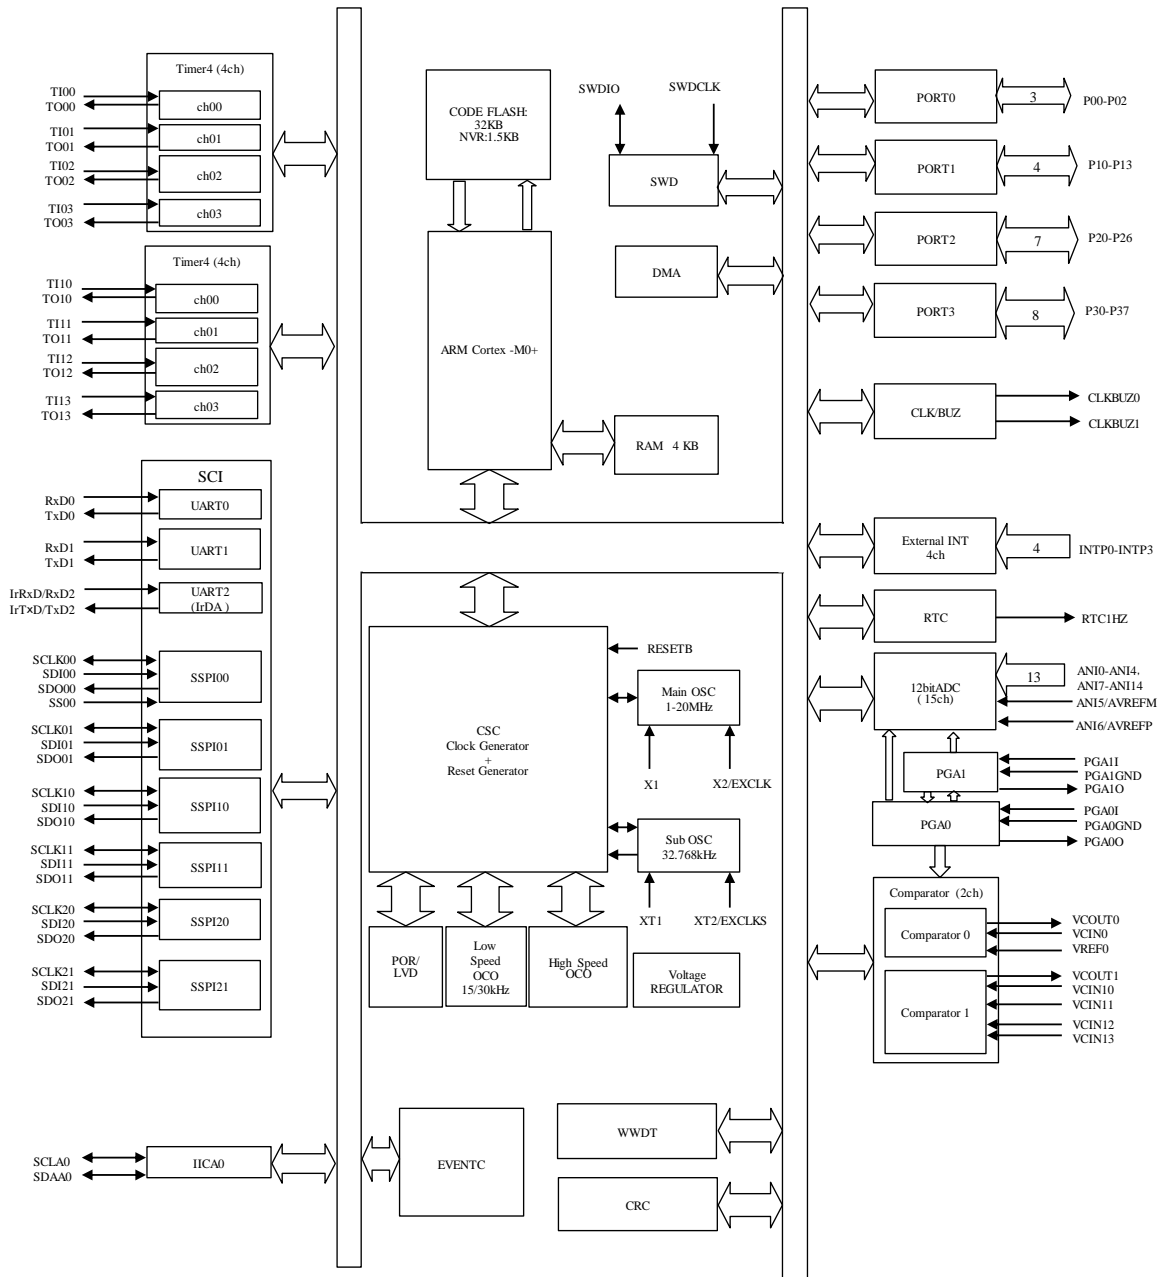 Timer4 (4ch)
TI00
TO00
ch00
TI01
TO01
ch01
TI02
TO02
ch02
TI03
TO03
ch03
Timer4 (4ch)
TI10
TO10
ch00
TI11
TO11
ch01
TI12
TO12
ch02
TI13
TO13
ch03
SCI
RxD0
TxD0
UART0
RxD1
TxD1
UART1
IrRxD/RxD2
IrT×D/TxD2
UART2
(IrDA )
SCLK00
SDI00
SDO00
SS00
SSPI00
SCLK01
SDI01
SDO01
SSPI01
SCLK10
SDI10
SDO10
SSPI10
SCLK11
SDI11
SDO11
SSPI11
SCLK20
SDI20
SDO20
SSPI20
SCLK21
SDI21
SDO21
SSPI21
SCLA0
SDAA0
IICA0
CODE FLASH:
32KB
NVR:1.5KB
SWDIO
SWDCLK
SWD
DMA
ARM Cortex -M0+
RAM 4 KB
CSC
Clock Generator
+
Reset Generator
RESETB
Main OSC
1-20MHz
X1
X2/EXCLK
Sub OSC
32.768kHz
XT1
XT2/EXCLKS
POR/
LVD
Low
Speed
OCO
15/30kHz
High Speed
OCO
Voltage
REGULATOR
EVENTC
WWDT
CRC
PORT0
3
P00-P02
PORT1
4
P10-P13
PORT2
7
P20-P26
PORT3
8
P30-P37
CLK/BUZ
CLKBUZ0
CLKBUZ1
External INT
4ch
4
INTP0-INTP3
RTC
RTC1HZ
12bitADC
( 15ch)
13
ANI0-ANI4,
ANI7-ANI14
ANI5/AVREFM
ANI6/AVREFP
PGA1
PGA1I
PGA1GND
PGA1O
PGA0
PGA0I
PGA0GND
PGA0O
Comparator (2ch)
Comparator 0
VCOUT0
VCIN0
VREF0
Comparator 1
VCOUT1
VCIN10
VCIN11
VCIN12
VCIN13